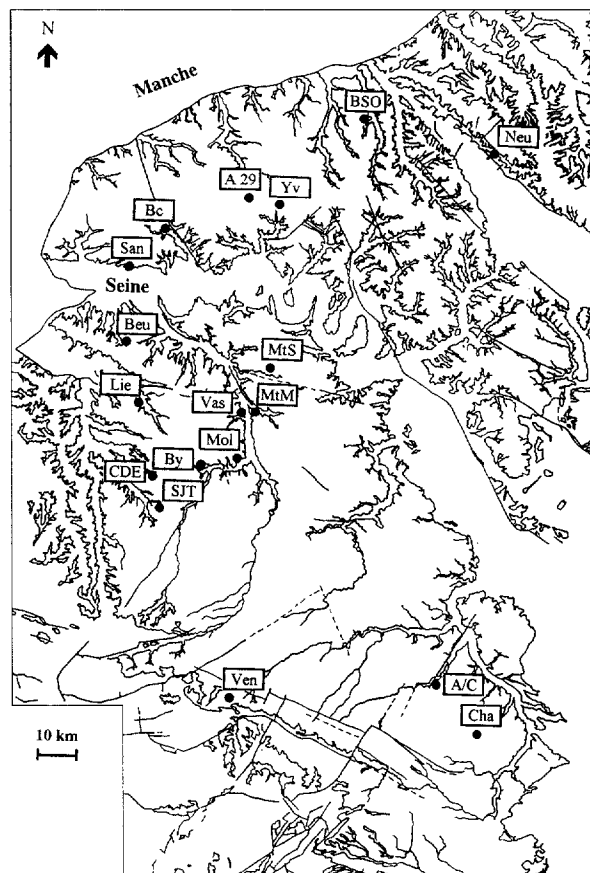 N
Manche
BSO
Neu
A 29
Yv
Bc
San
Seine
Beu
MtS
Lie
Vas
MtM
Mol
By
CDE
SJT
Ven
A/C
Cha
10 km